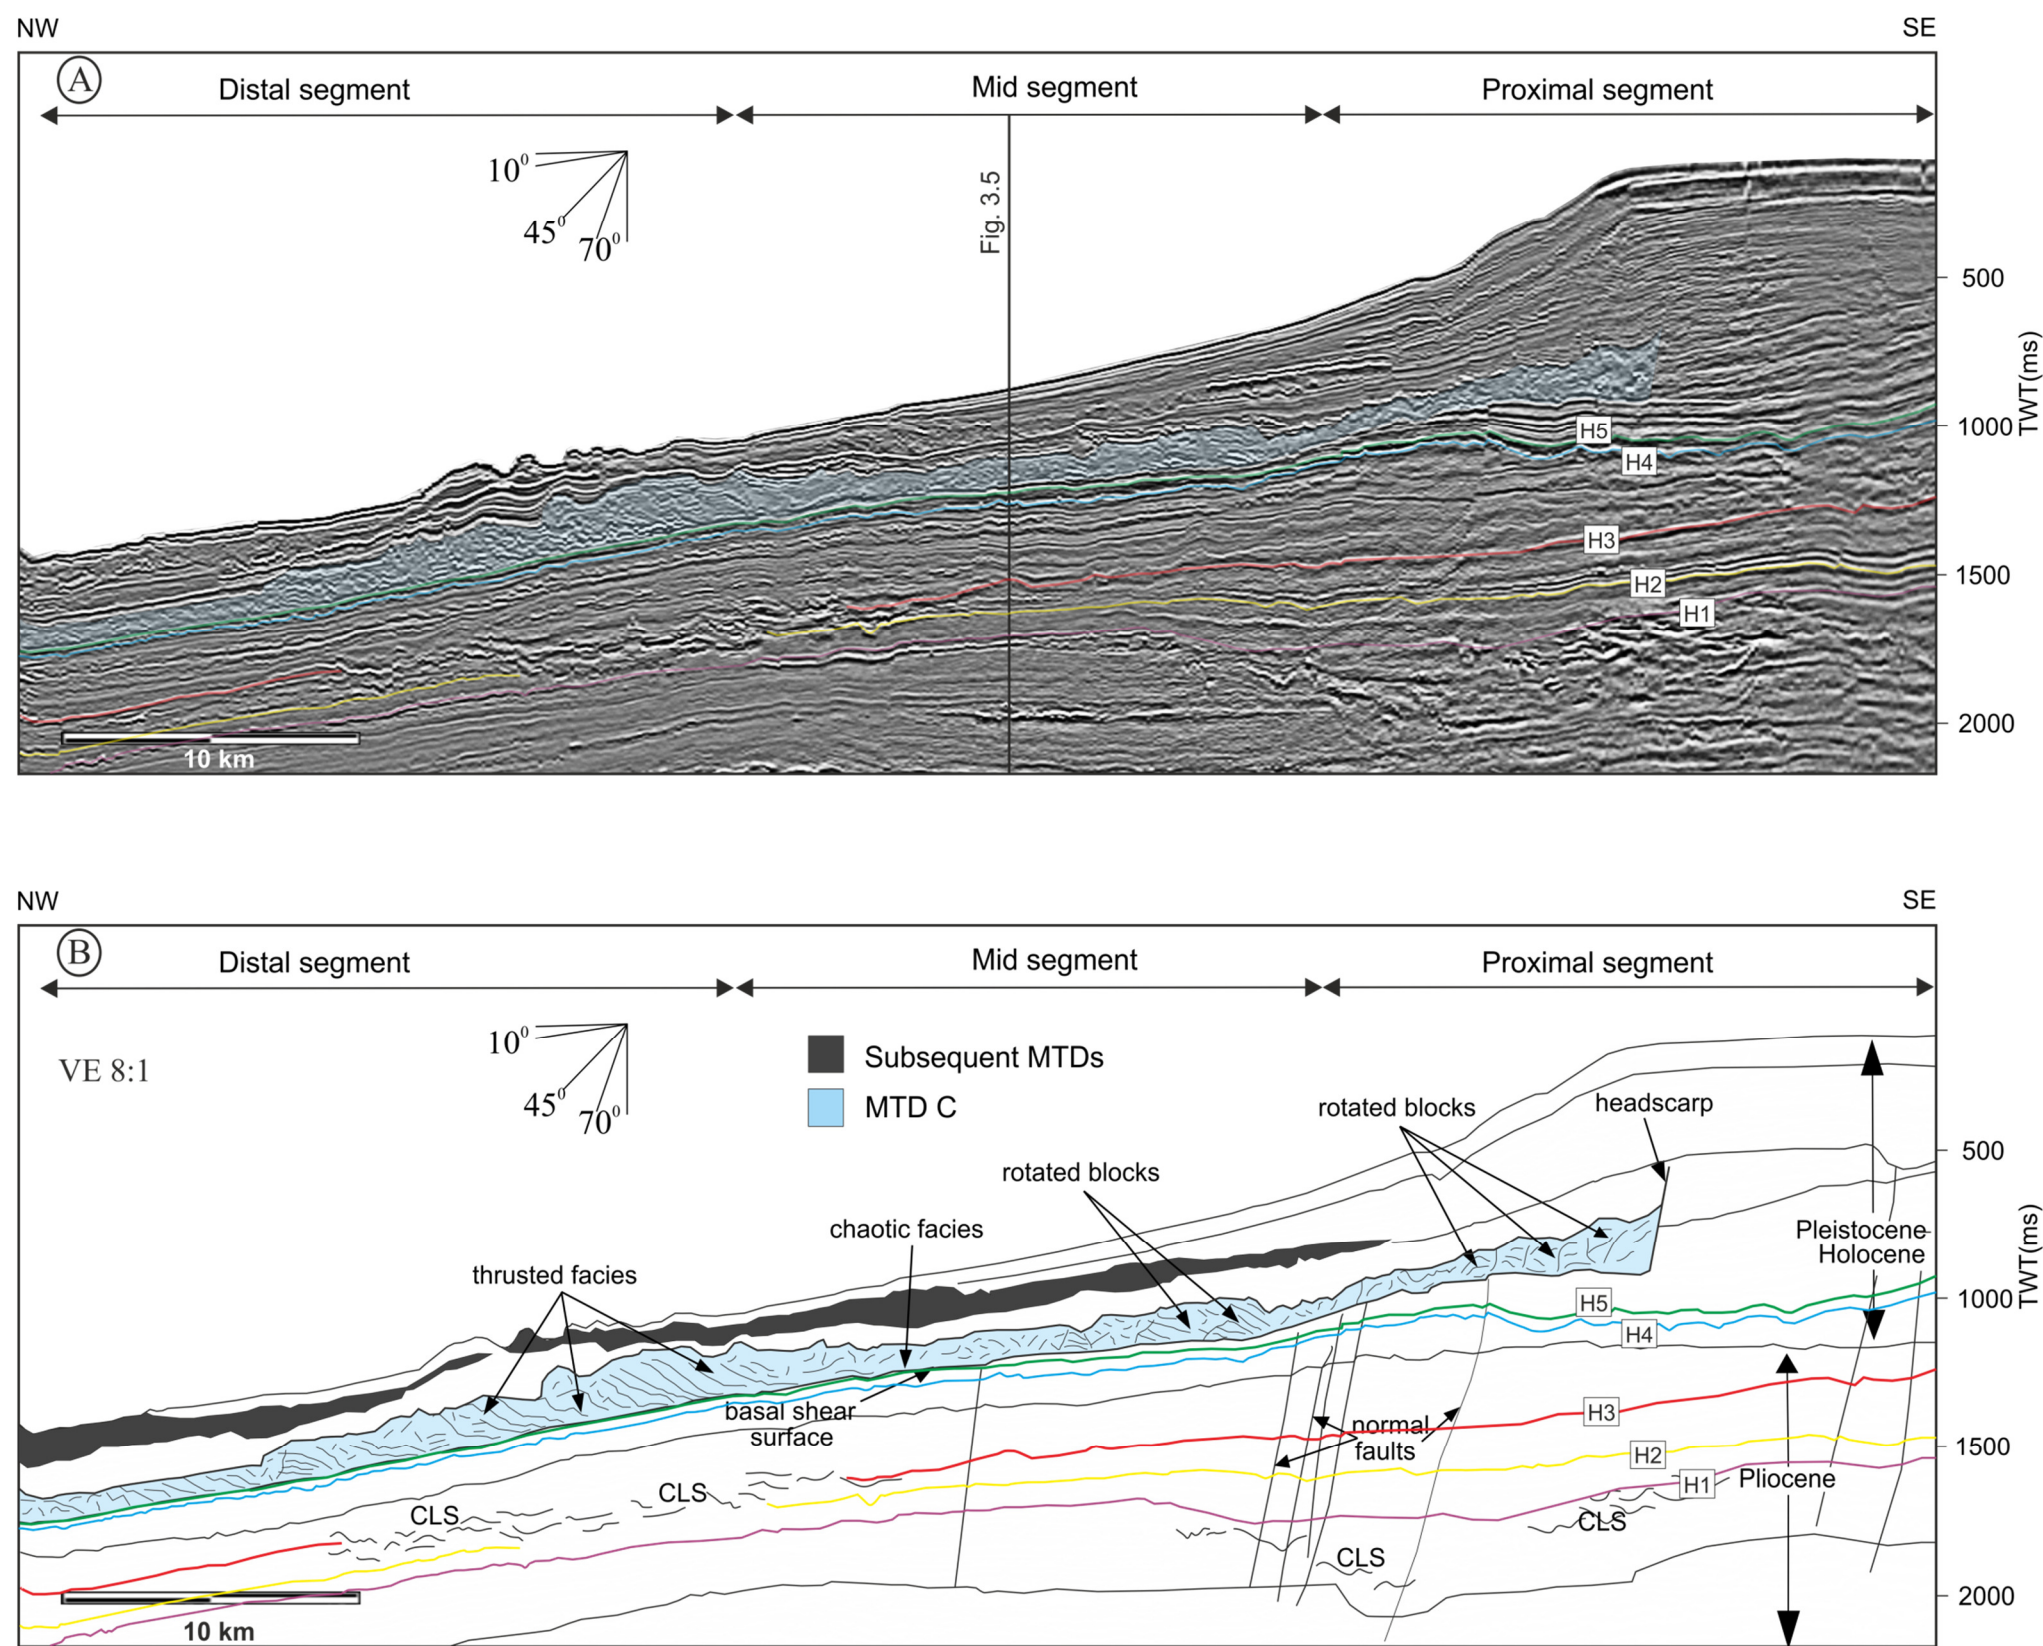 NW SE
A
Distal segment Mid segment Proximal segment
10⁰
45⁰
70⁰
Fig. 3.5
500
1000
1500
2000
TWT(ms)
H5
H4
H3
H2
H1
10 km
NW SE
B
Distal segment Mid segment Proximal segment
10⁰
45⁰
70⁰
VE 8:1
Subsequent MTDs
MTD C
rotated blocks
headscarp
rotated blocks
chaotic facies
thrusted facies
basal shear
surface
normal
faults
Pleistocene
Holocene
Pliocene
500
1000
1500
2000
TWT(ms)
H5
H4
H3
H2
H1
CLS
CLS
CLS
CLS
10 km